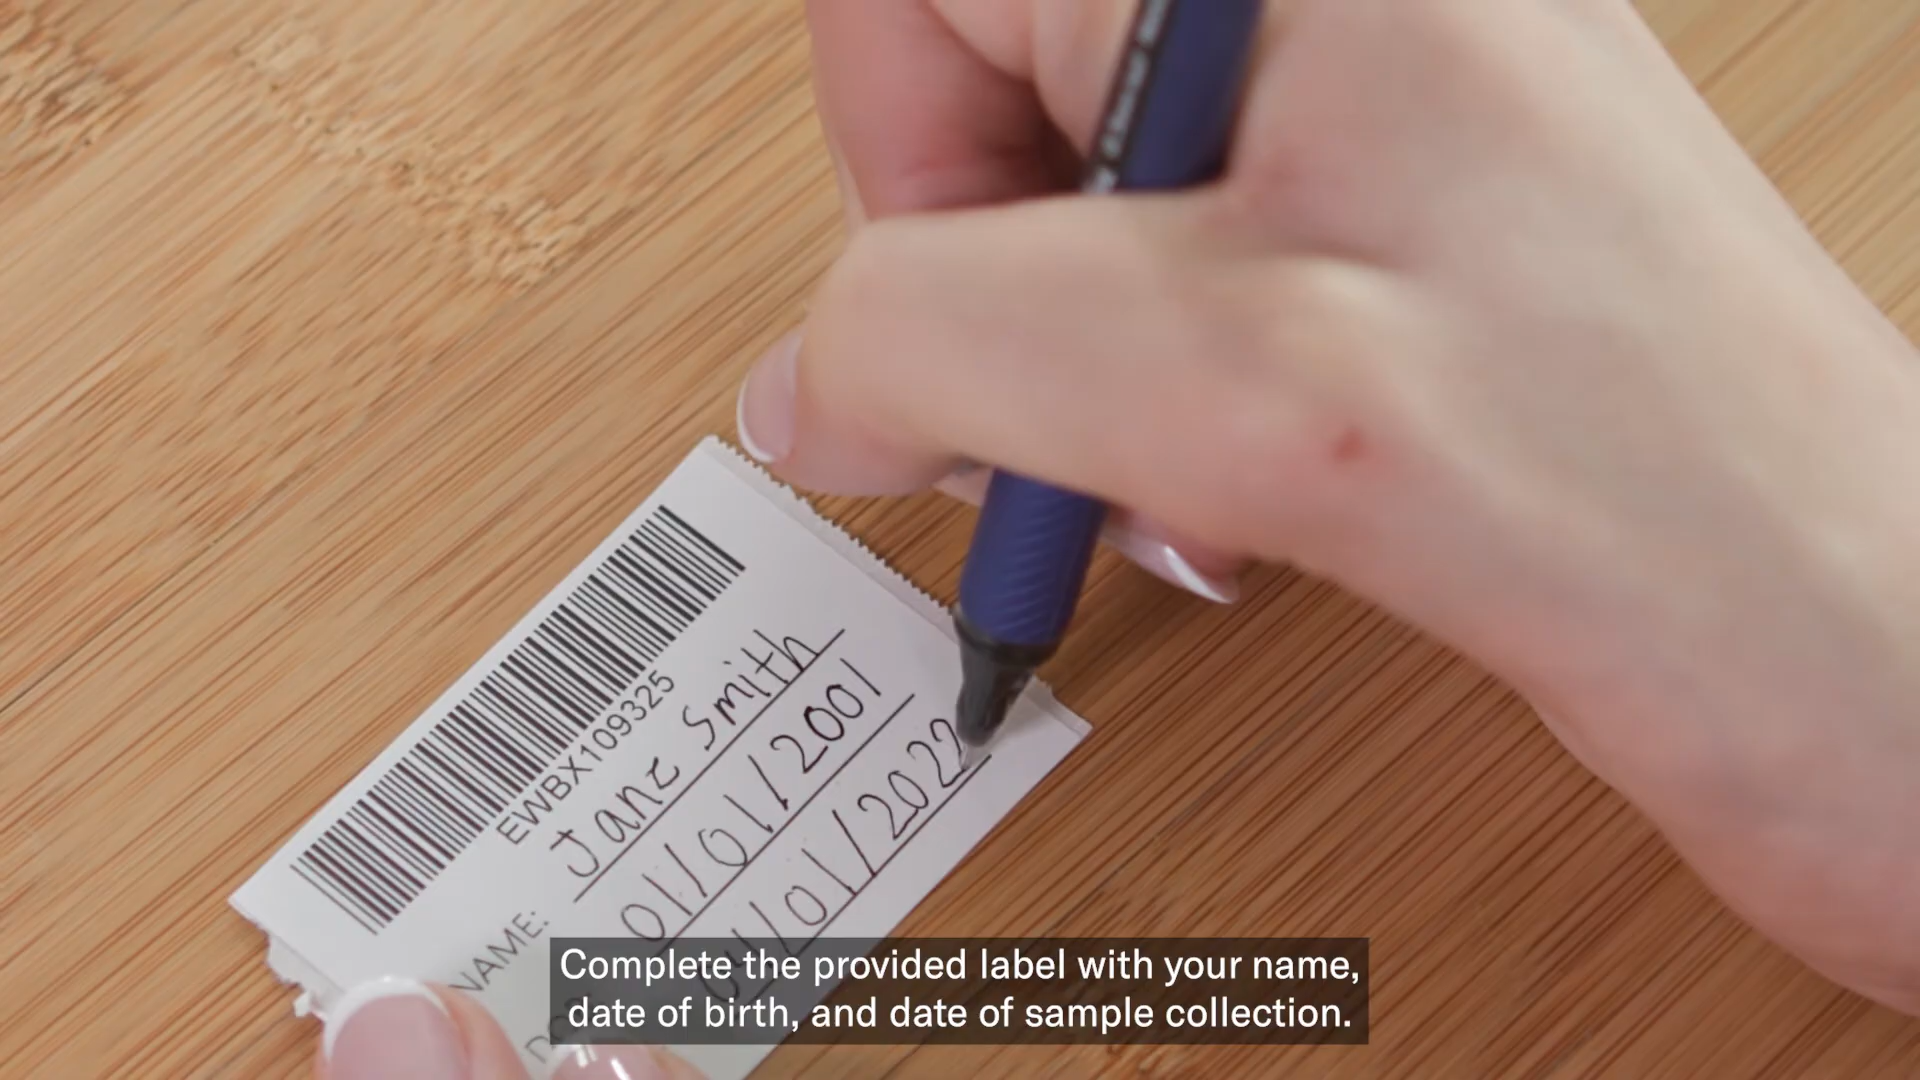 EWBX109325
NAME: Jane Smith
01/01/2001
04/01/2022
Complete the provided label with your name,
date of birth, and date of sample collection.